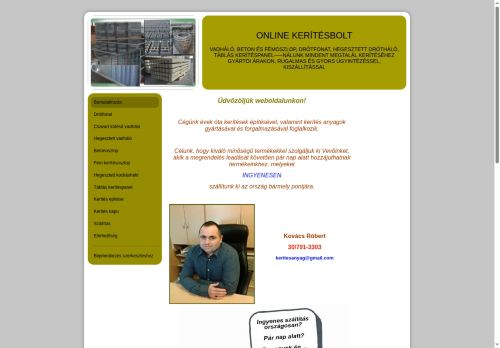 ONLINE KERÍTÉSBOLT
VADHÁLÓ, BETON ÉS FÉMOSZLOP, DRÓTFONAT, HEGESZTETT DRÓTHÁLÓ,
TÁBLÁS KERÍTÉSPANEL----NÁLUNK MINDENT MEGTALÁL KERÍTÉSÉHEZ
GYÁRTÓI ÁRAKON, RUGALMAS ÉS GYORS ÜGYINTÉZÉSSEL,
KISZÁLLÍTÁSSAL
Bemutatkozás
Drótfonat
Csavart kötésű vadháló
Hegesztett vadháló
Betonoszlop
Fém kerítésoszlop
Hegesztett
Táblás kerítéspanel
Kerítés építése
Kerítés kapu
Szállítás
Elérhetőség
Bejelentkezés szerkesztéshez
Üdvözöljük weboldalunkon!
Cégünk évek óta kerítések építésével, valamint kerítés anyagok
gyártásával és forgalmazásával foglalkozik.
Célunk, hogy kiváló minőségű termékekkel szolgáljuk ki Vevőinket,
akik a megrendelés leadását követően pár nap alatt hozzájuthatnak
termékeinkhez, melyeket
INGYENESEN
szállítunk ki az ország bármely pontjára.
Kovács Róbert
30/791-3303
keritesanyag@gmail.com
Ingyenes szállítás
országosan?
Pár nap alatt?